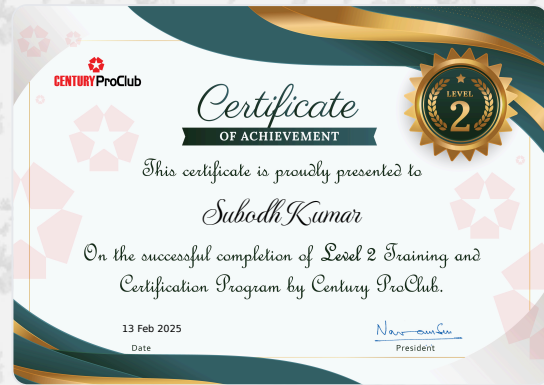 CENTURY ProClub
LEVEL
2
Certificate
OF ACHIEVEMENT
This certificate is proudly presented to
Subodh Kumar
On the successful completion of Level 2 Training and
Certification Program by Century ProClub.
13 Feb 2025
Date
President